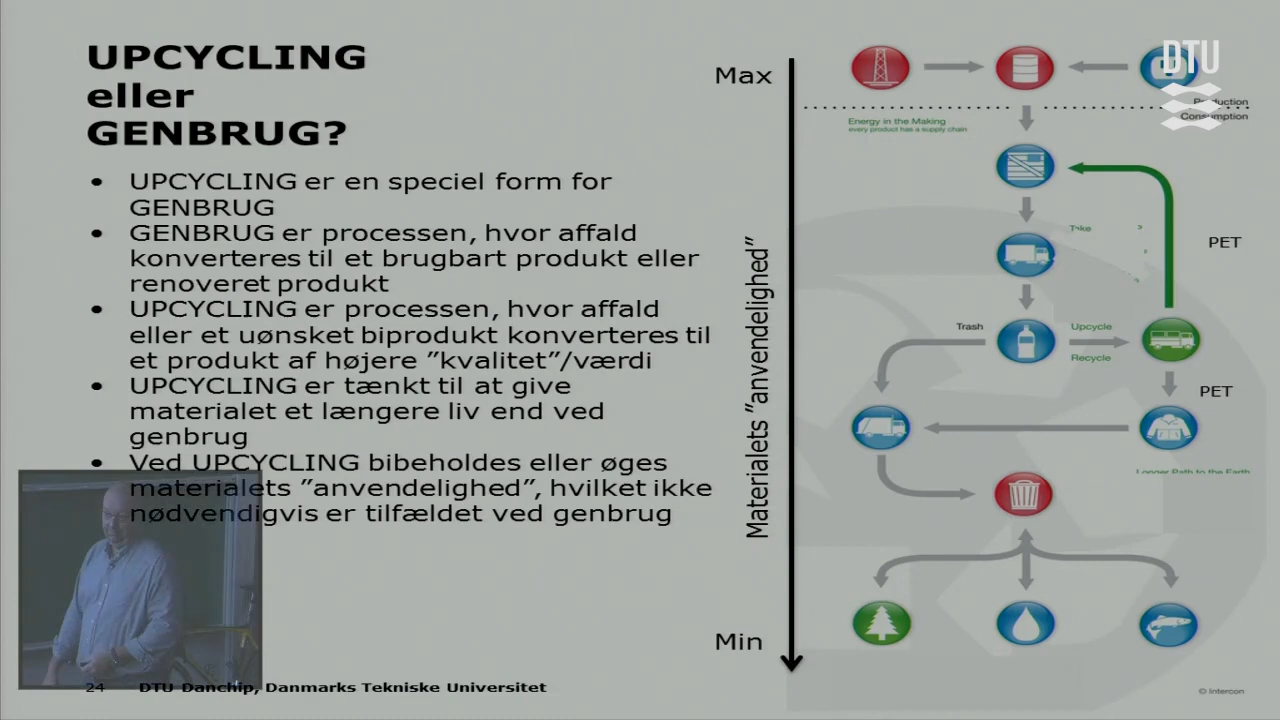 UPCYCLING
eller
GENBRUG?
• UPCYCLING er en speciel form for
GENBRUG
• GENBRUG er processen, hvor affald
konverteres til et brugbart produkt eller
renoveret produkt
• UPCYCLING er processen, hvor affald
eller et uønsket biprodukt konverteres til
et produkt af højere ”kvalitet”/værdi
• UPCYCLING er tænkt til at give
materialet et længere liv end ved
genbrug
• Ved UPCYCLING bibeholdes eller øges
materialets ”anvendelighed”, hvilket ikke
nødvendigvis er tilfældet ved genbrug
24 DTU Danchip, Danmarks Tekniske Universitet
Max
Materialets ”anvendelighed”
Min
DTU
Production
Consumption
Energy in the Making
every product has a supply chain
Take
PET
Trash
Upcycle
Recycle
PET
Longer Path to the Earth
© Intercon